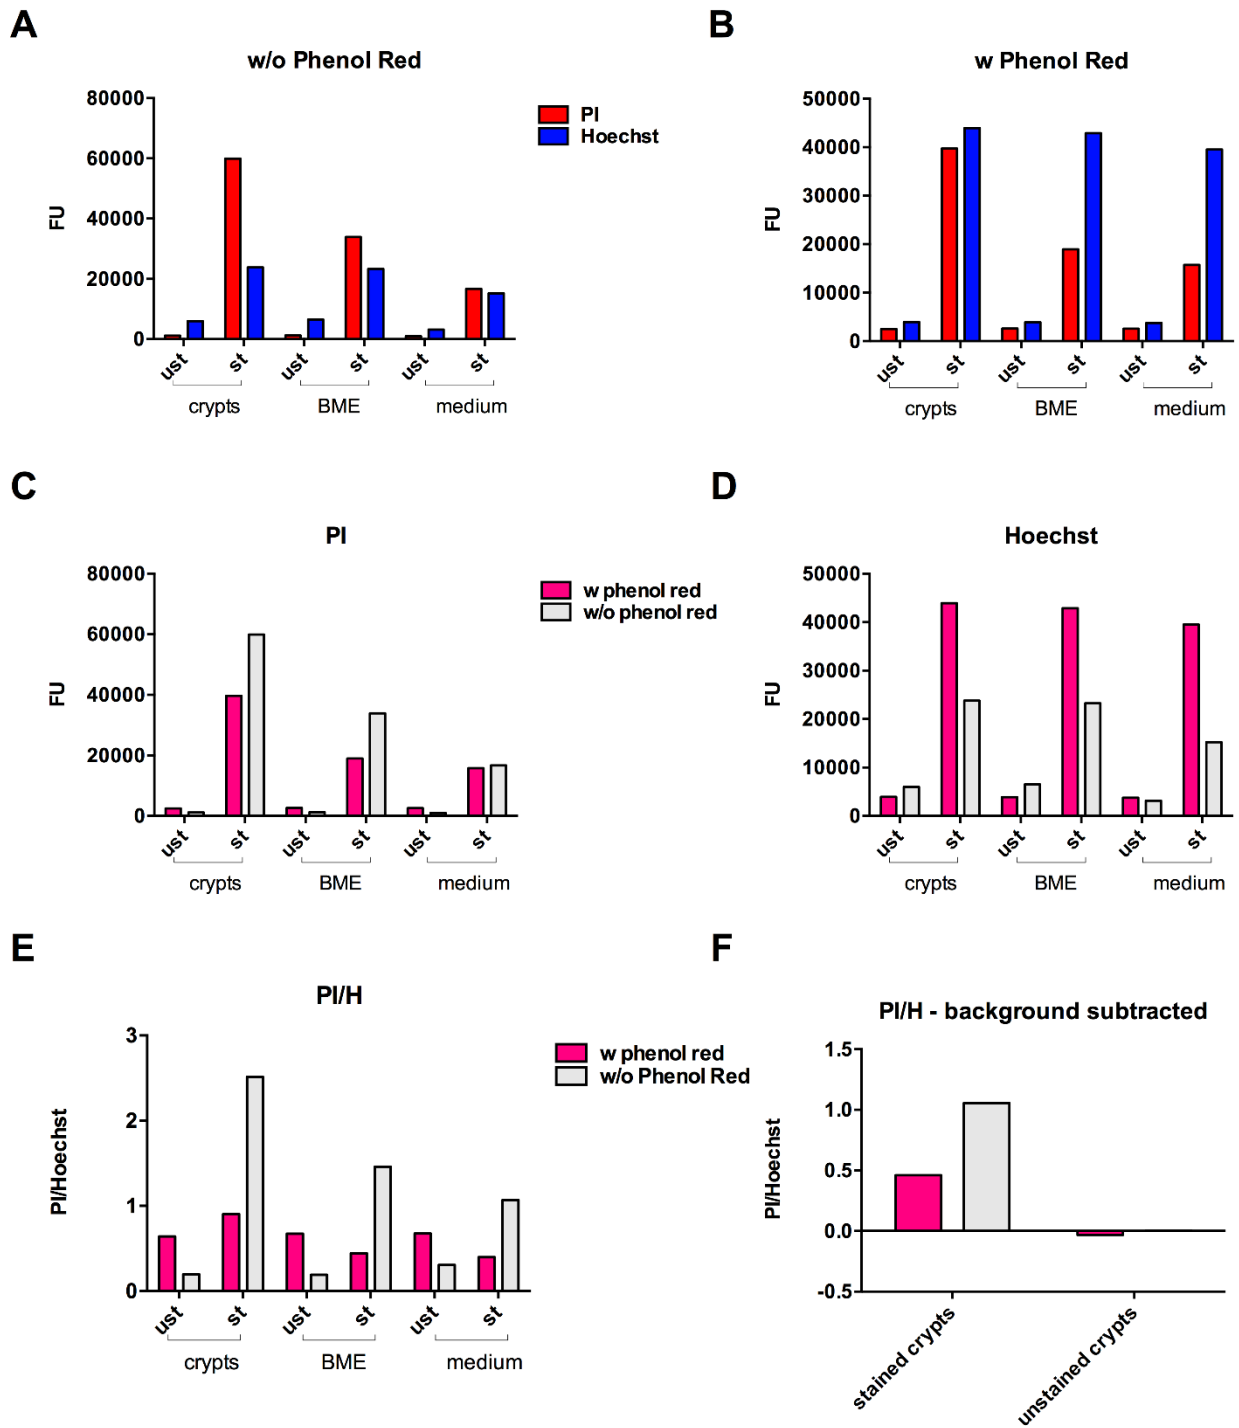 A
w/o Phenol Red
80000
60000
40000
20000
0
FU
ust st ust st ust st
crypts BME medium
PI
Hoechst
B
w Phenol Red
50000
40000
30000
20000
10000
0
FU
ust st ust st ust st
crypts BME medium
C
PI
80000
60000
40000
20000
0
FU
ust st ust st ust st
crypts BME medium
w phenol red
w/o phenol red
D
Hoechst
50000
40000
30000
20000
10000
0
FU
ust st ust st ust st
crypts BME medium
E
PI/H
3
2
1
0
PI/Hoechst
ust st ust st ust st
crypts BME medium
w phenol red
w/o Phenol Red
F
PI/H - background subtracted
1.5
1.0
0.5
0.0
-0.5
PI/Hoechst
stained crypts
unstained crypts